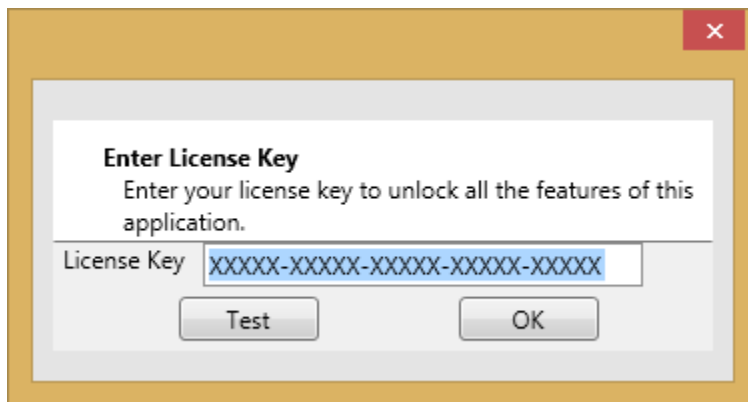 Enter License Key
Enter your license key to unlock all the features of this
application.
License Key XXXXX-XXXXX-XXXXX-XXXXX-XXXXX
Test OK